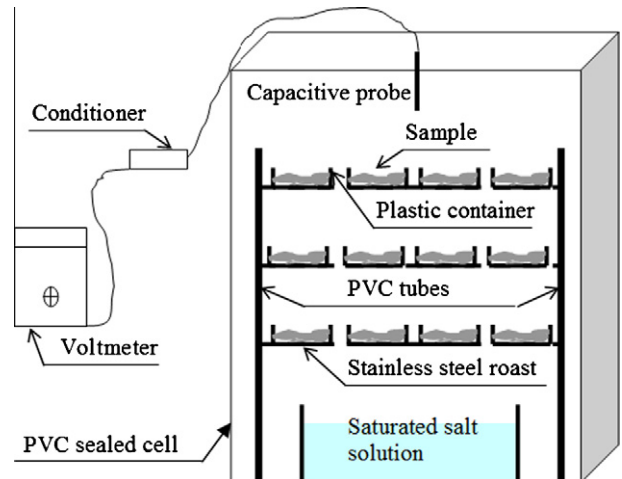 Capacitive probe
Conditioner
Sample
Plastic container
PVC tubes
Voltmeter
Stainless steel roast
Saturated salt
solution
PVC sealed cell